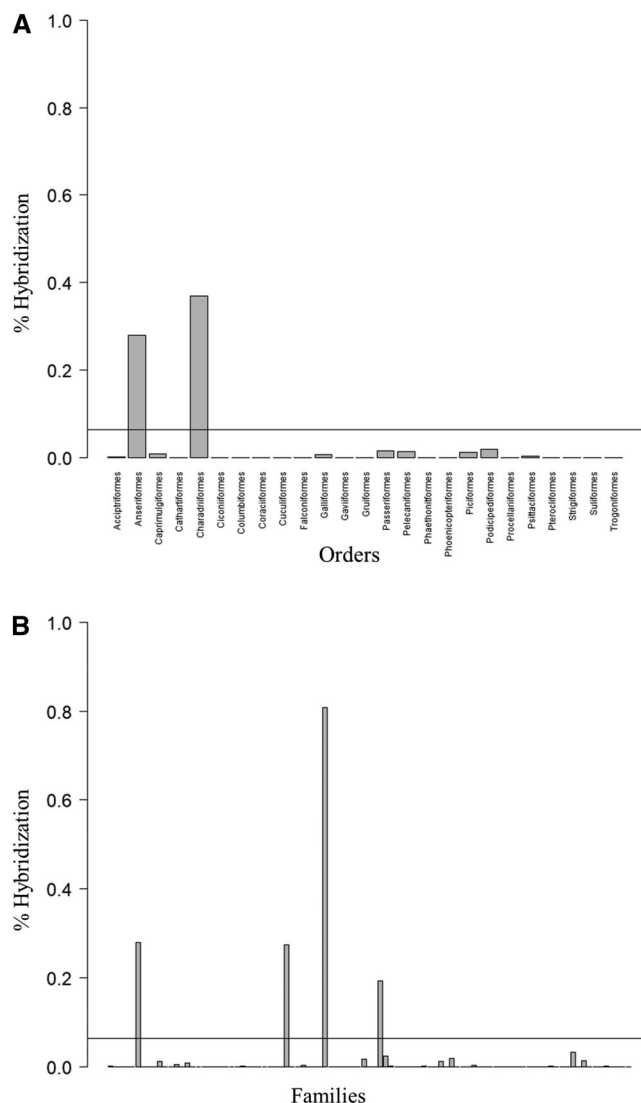 A
1.0
0.8
0.6
0.4
0.2
0.0
% Hybridization
Accipitriformes
Anseriformes
Caprimulgiformes
Cathartiformes
Charadriiformes
Ciconiiformes
Columbiformes
Coraciiformes
Cuculiformes
Falconiformes
Galliformes
Gaviiformes
Gruiformes
Passeriformes
Pelecaniformes
Phaethoniformes
Phoenicopteriformes
Piciformes
Podicipediformes
Procellariiformes
Psittaciformes
Pterocliformes
Strigiformes
Suliformes
Trogoniformes
Orders
B
1.0
0.8
0.6
0.4
0.2
0.0
% Hybridization
Families